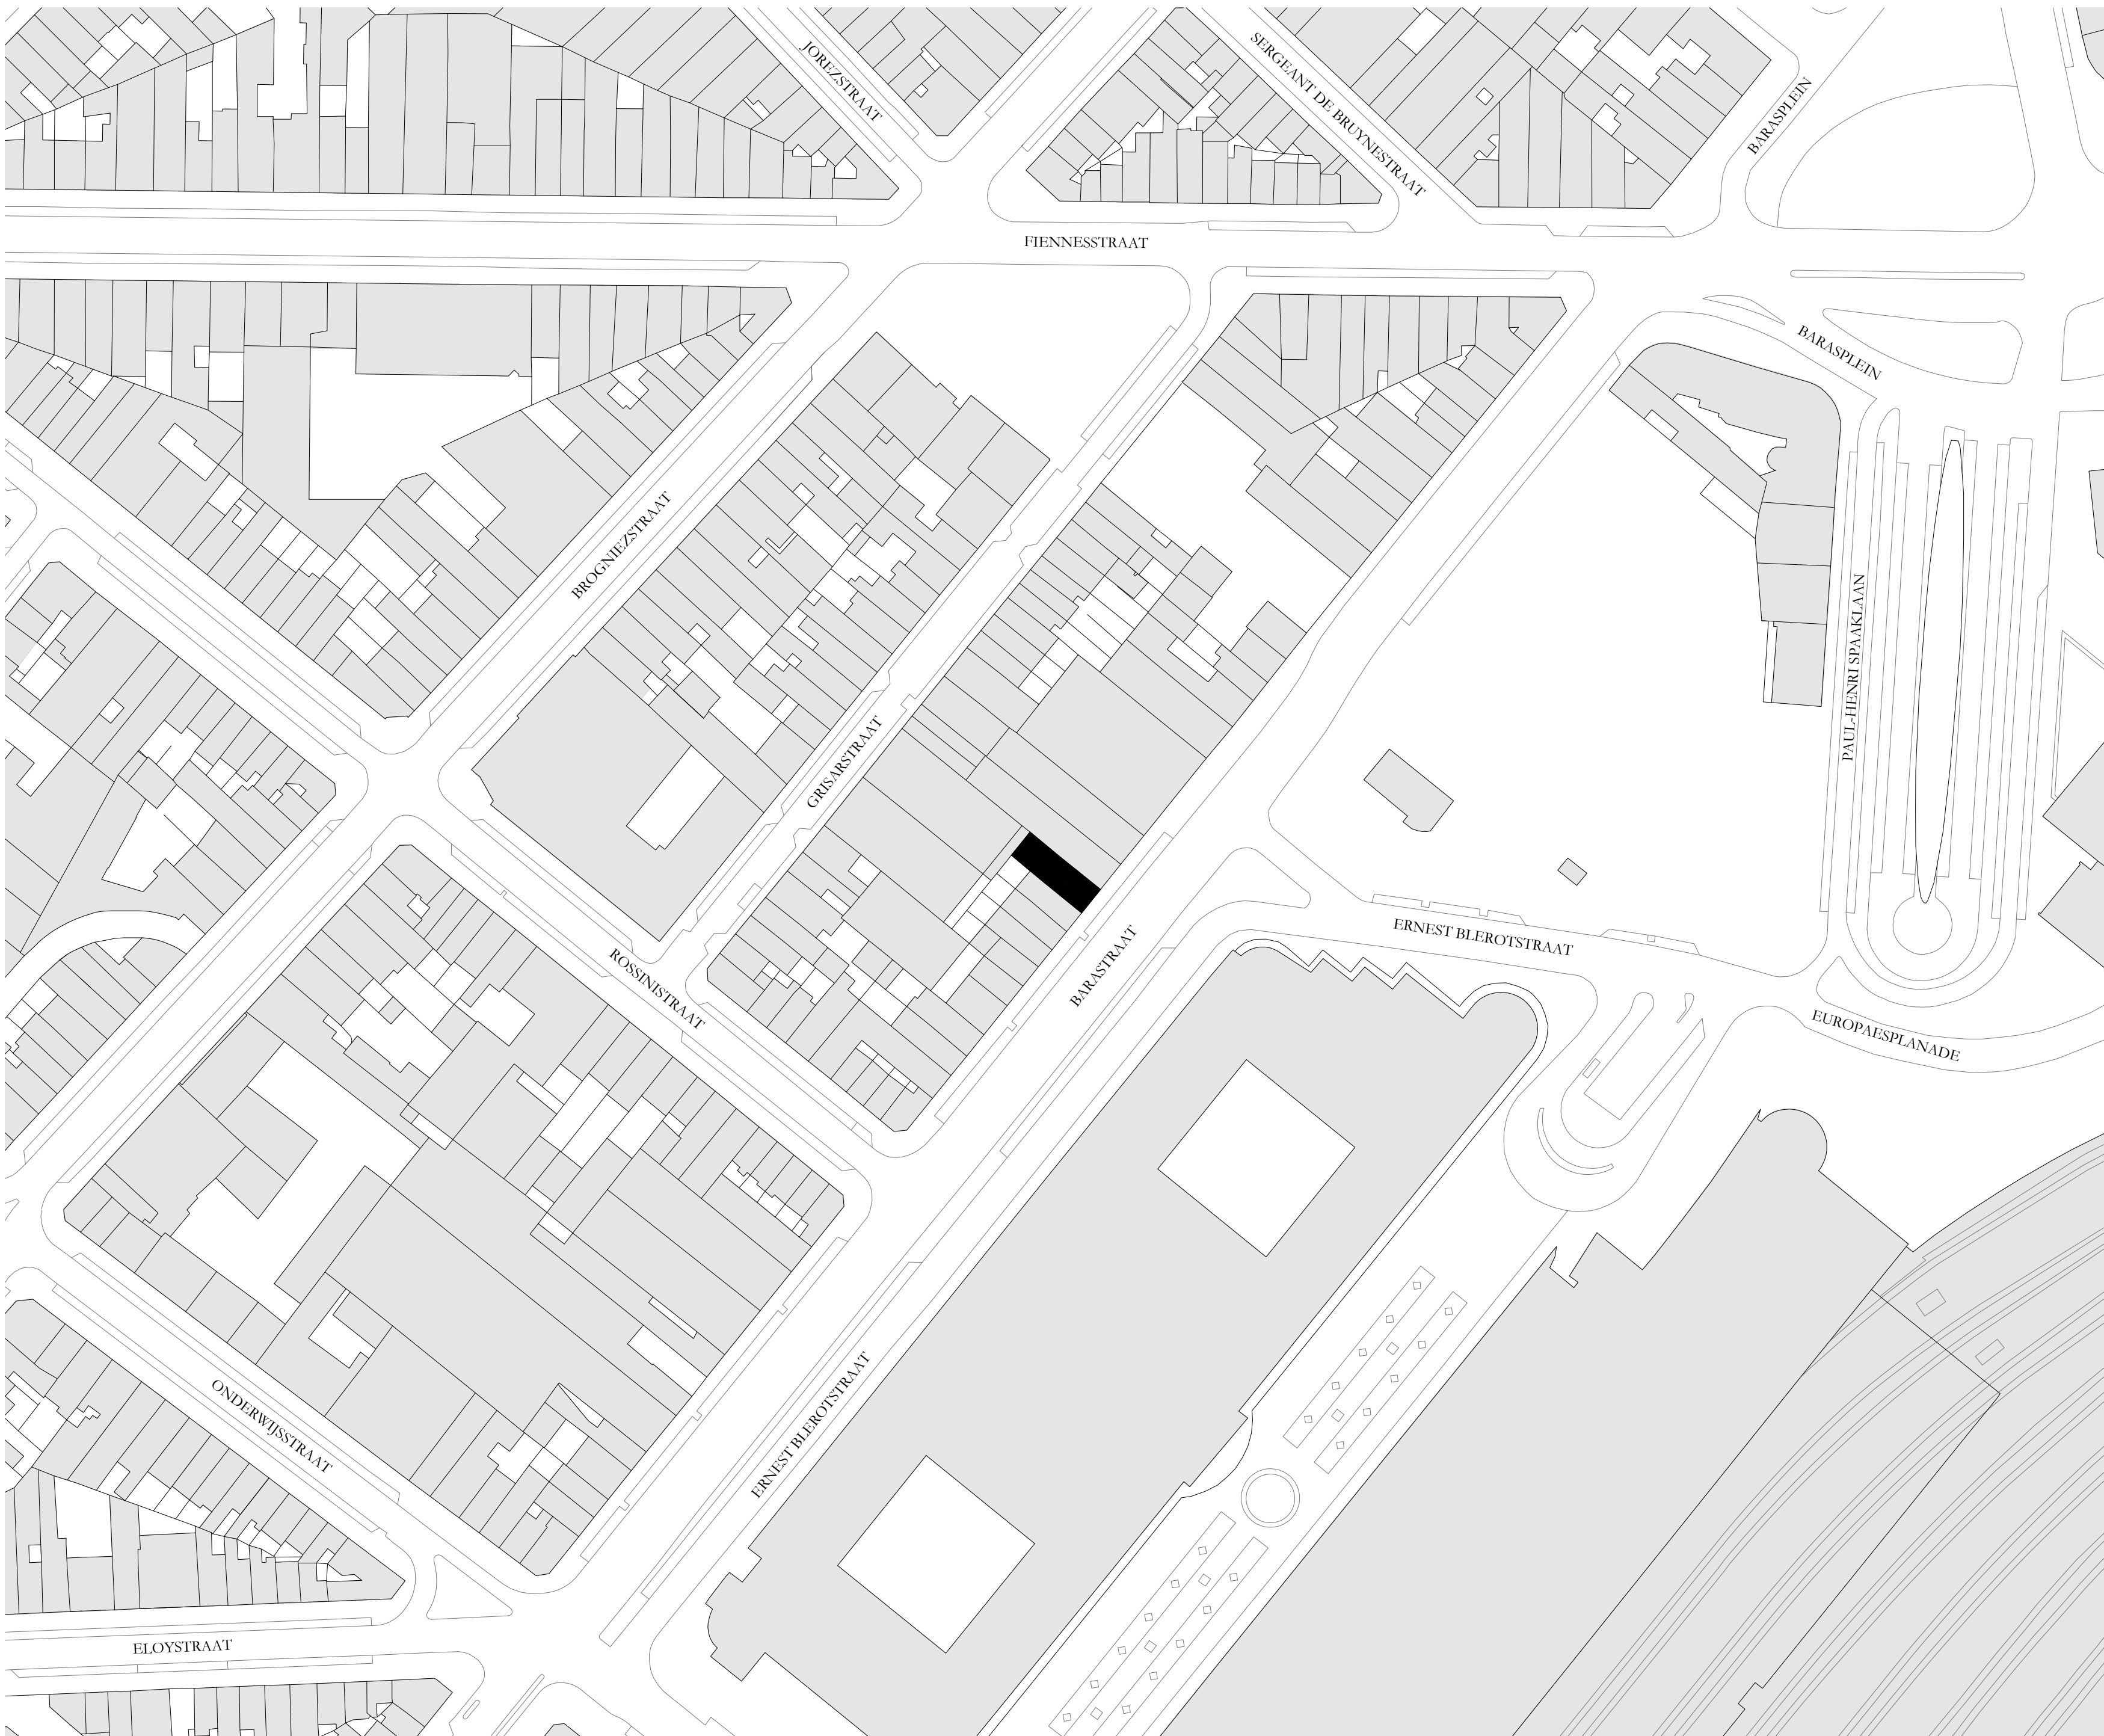 JOREZSTRAAT
SERGEANT DE BRUYNESTRAAT
BARASPLEIN
FIENNESSTRAAT
BARASPLEIN
BROGNIEZSTRAAT
PAUL-HENRI SPAAKLAAN
GRISARSTRAAT
ERNEST BLEROTSTRAAT
BARASTRAAT
ROSSINISTRAAT
EUROPAESPLANADE
ERNEST BLEROTSTRAAT
ONDERWIJSSTRAAT
ELOYSTRAAT